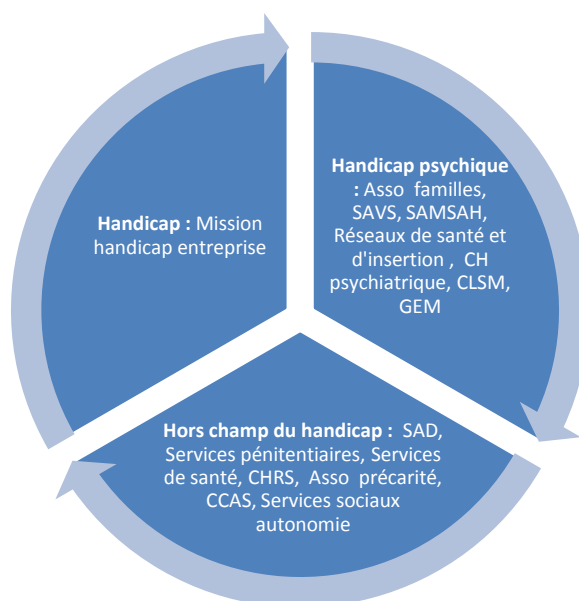 Handicap psychique
: Asso familles,
SAVS, SAMSAH,
Réseaux de santé et
d'insertion , CH
psychiatrique, CLSM,
GEM
Handicap : Mission
handicap entreprise
Hors champ du handicap : SAD,
Services pénitentiaires, Services
de santé, CHRS, Asso précarité,
CCAS, Services sociaux
autonomie